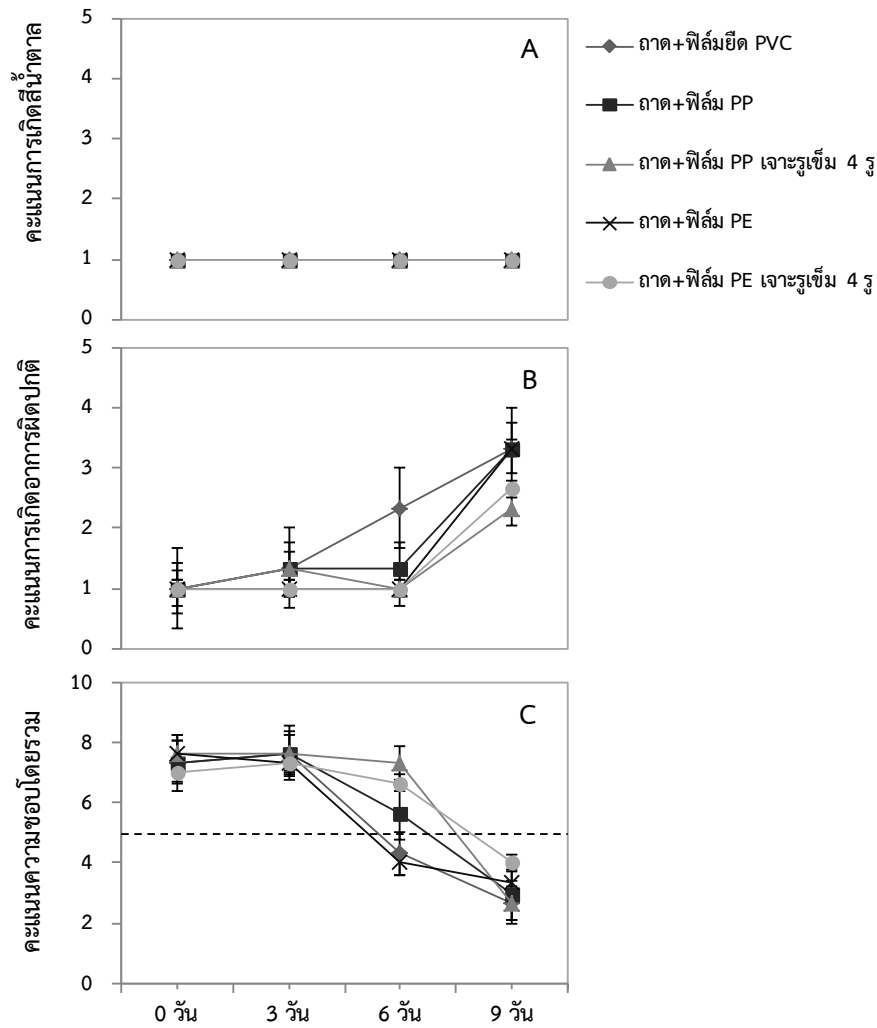 5
A
4
3
2
1
0
คะแนนการเกิดสีน้ำตาล
ถาด+ฟิล์มยืด PVC
ถาด+ฟิล์ม PP
ถาด+ฟิล์ม PP เจาะรูเข็ม 4 รู
ถาด+ฟิล์ม PE
ถาด+ฟิล์ม PE เจาะรูเข็ม 4 รู
5
B
4
3
2
1
0
คะแนนการเกิดอาการผิดปกติ
10
C
8
6
4
2
0
คะแนนความชอบโดยรวม
0 วัน 3 วัน 6 วัน 9 วัน